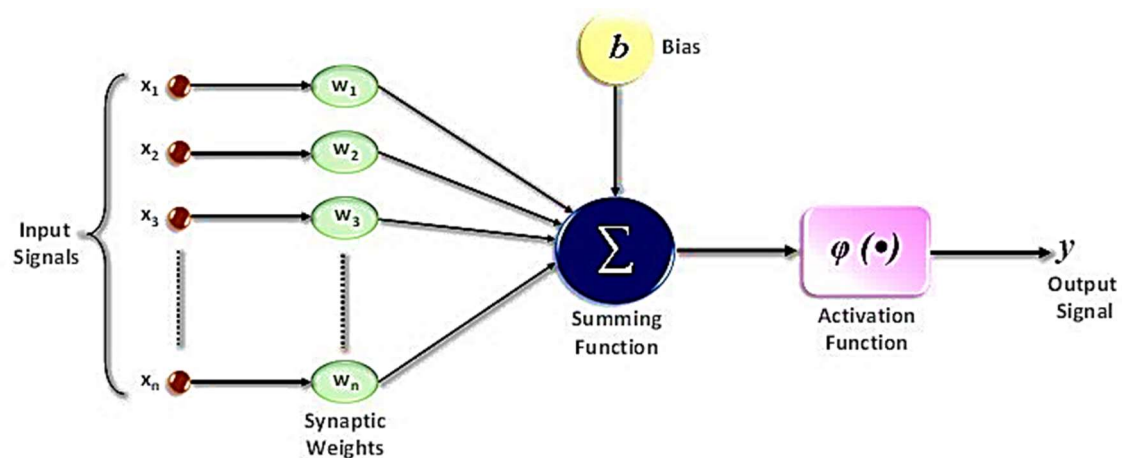 b Bias
x₁ w₁
x₂ w₂
x₃ w₃
Input
Signals
Σ
φ (•)
y
Output
Signal
Summing
Function
Activation
Function
xₙ wₙ
Synaptic
Weights